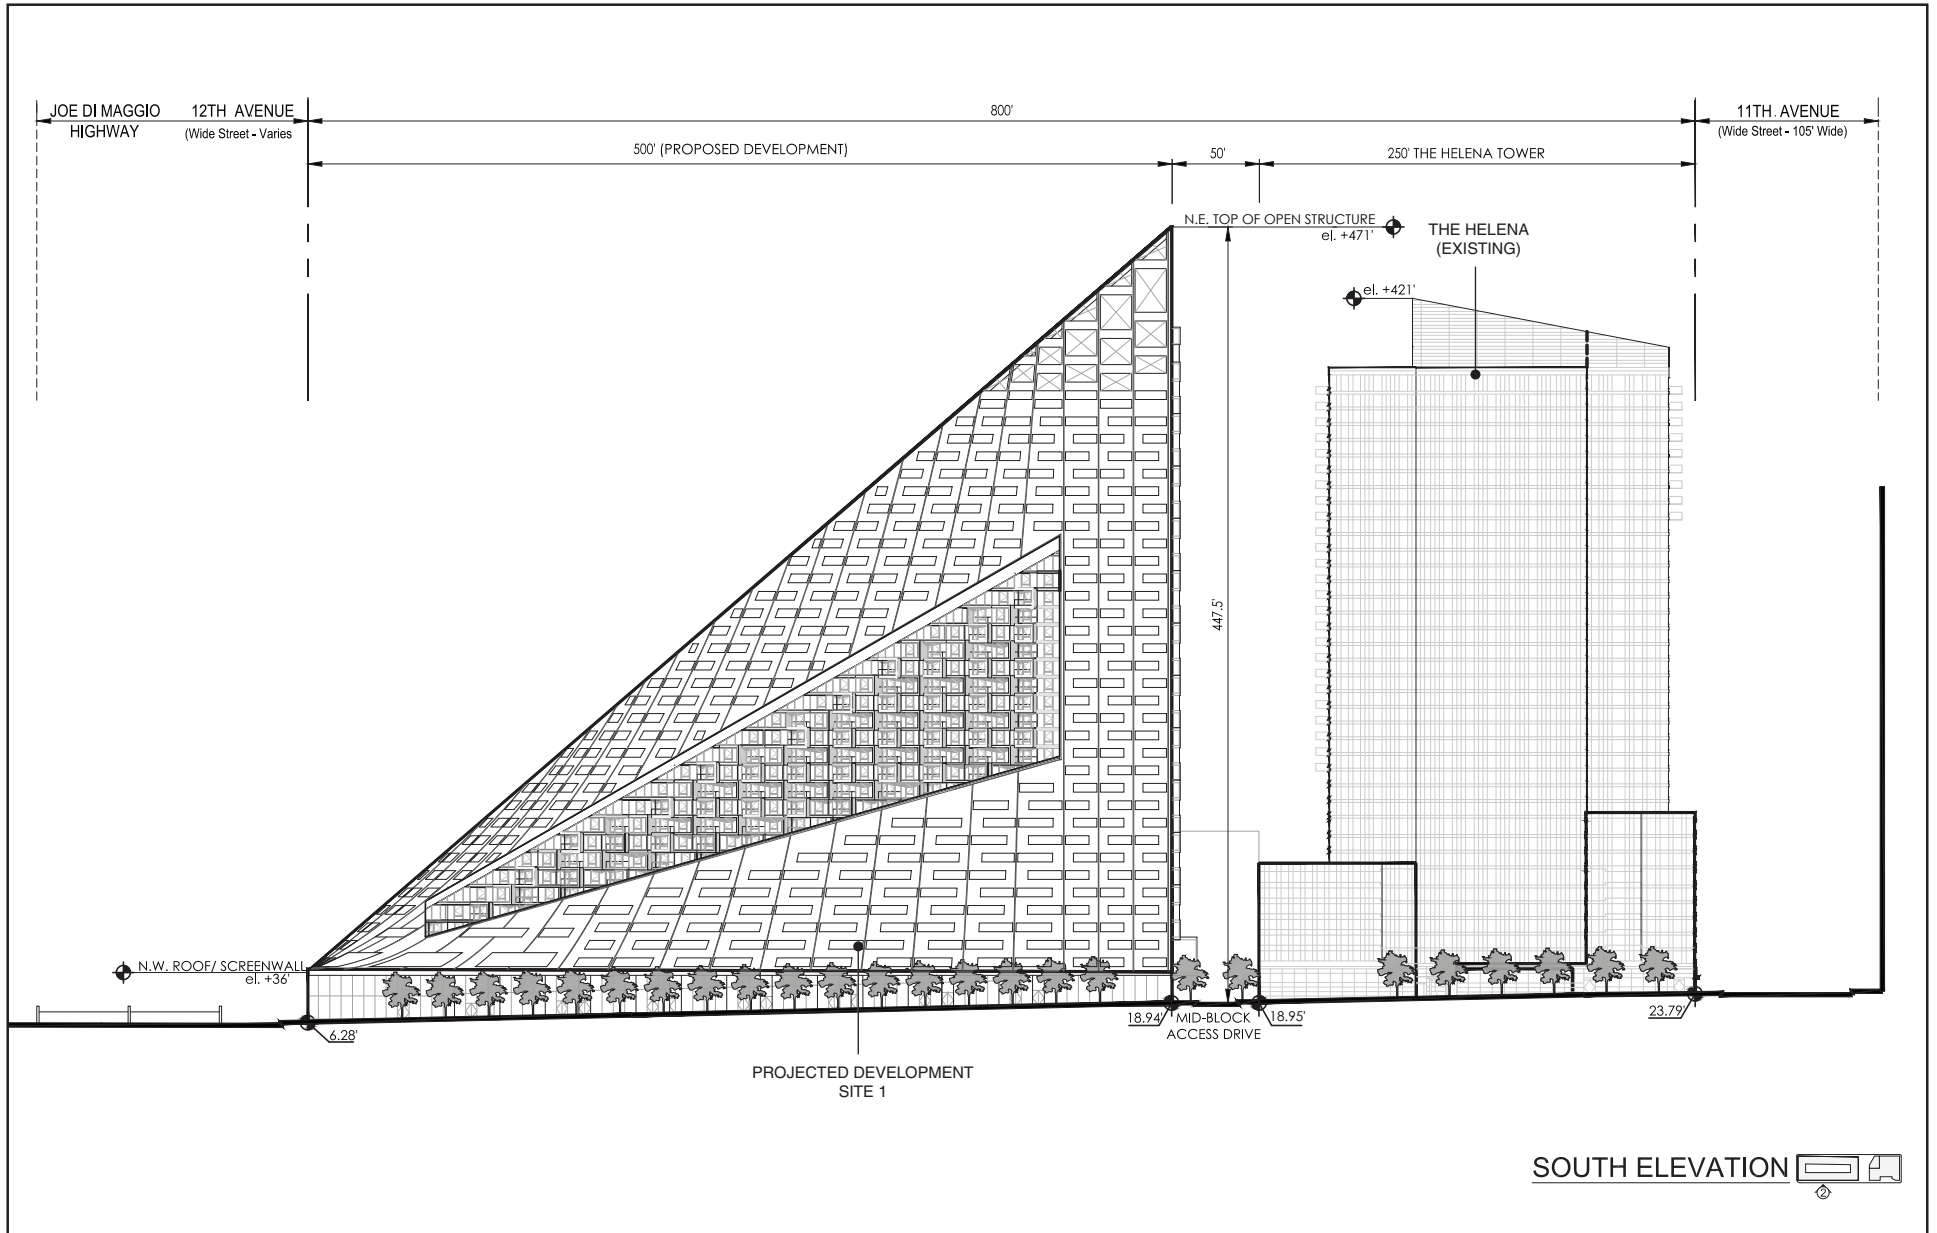 JOE DI MAGGIO
HIGHWAY
12TH AVENUE
(Wide Street - Varies
800'
11TH. AVENUE
(Wide Street - 105' Wide)
500' (PROPOSED DEVELOPMENT)
50'
250' THE HELENA TOWER
N.E. TOP OF OPEN STRUCTURE
el. +471'
THE HELENA
(EXISTING)
el. +421'
447.5'
N.W. ROOF/ SCREENWALL
el. +36'
6.28'
18.94'
MID-BLOCK
ACCESS DRIVE
18.95'
23.79'
PROJECTED DEVELOPMENT
SITE 1
SOUTH ELEVATION
2